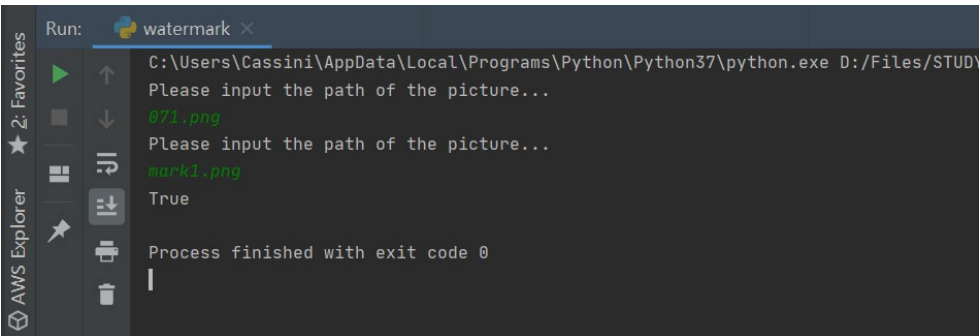 Run: watermark
C:\Users\Cassini\AppData\Local\Programs\Python\Python37\python.exe D:/Files/STUDY
Please input the path of the picture...
071.png
Please input the path of the picture...
mark1.png
True
Process finished with exit code 0
2: Favorites
AWS Explorer